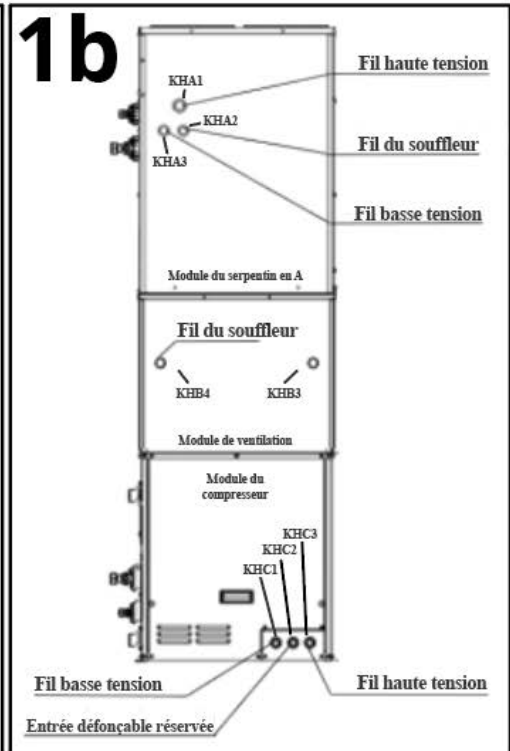 1b
Fil haute tension
KHA1
KHA2
Fil du souffleur
KHA3
Fil basse tension
Module du serpentin en A
Fil du souffleur
KHB4
KHB3
Module de ventilation
Module du
compresseur
KHC3
KHC2
KHC1
Fil basse tension
Fil haute tension
Entrée défonçable réservée